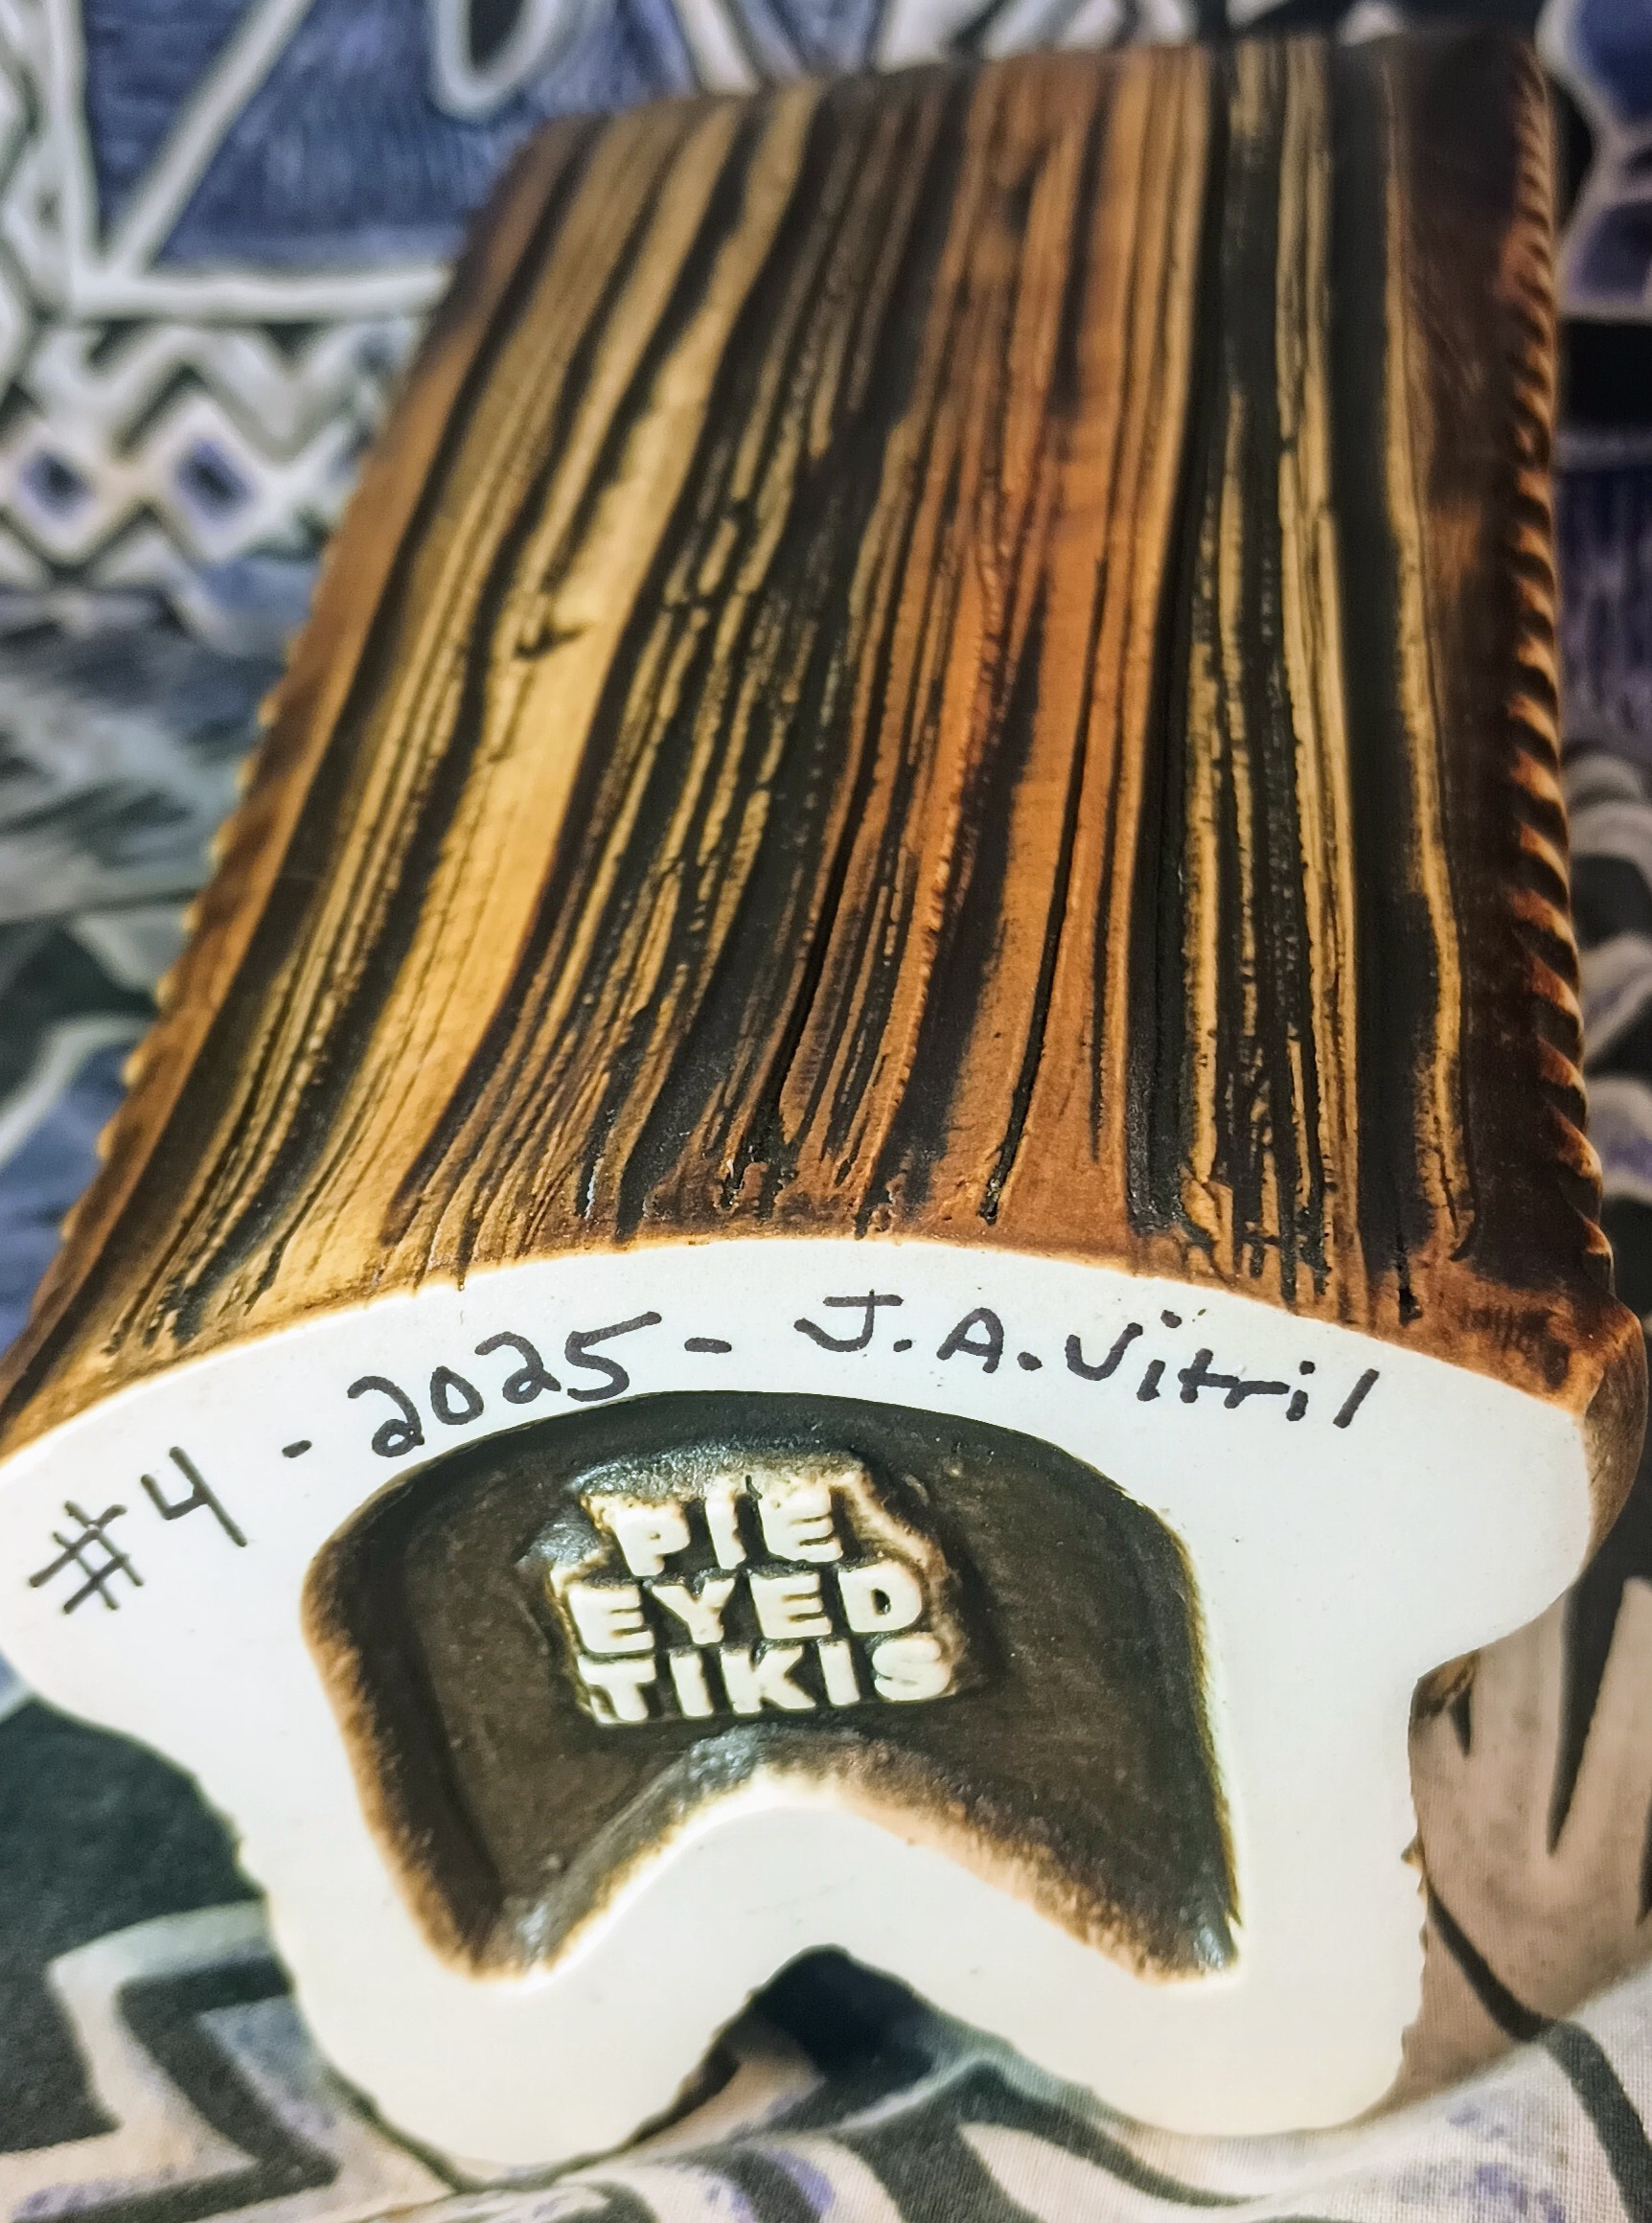 #4 - 2025 - J.A.Vitril
PIE
EYED
TIKIS